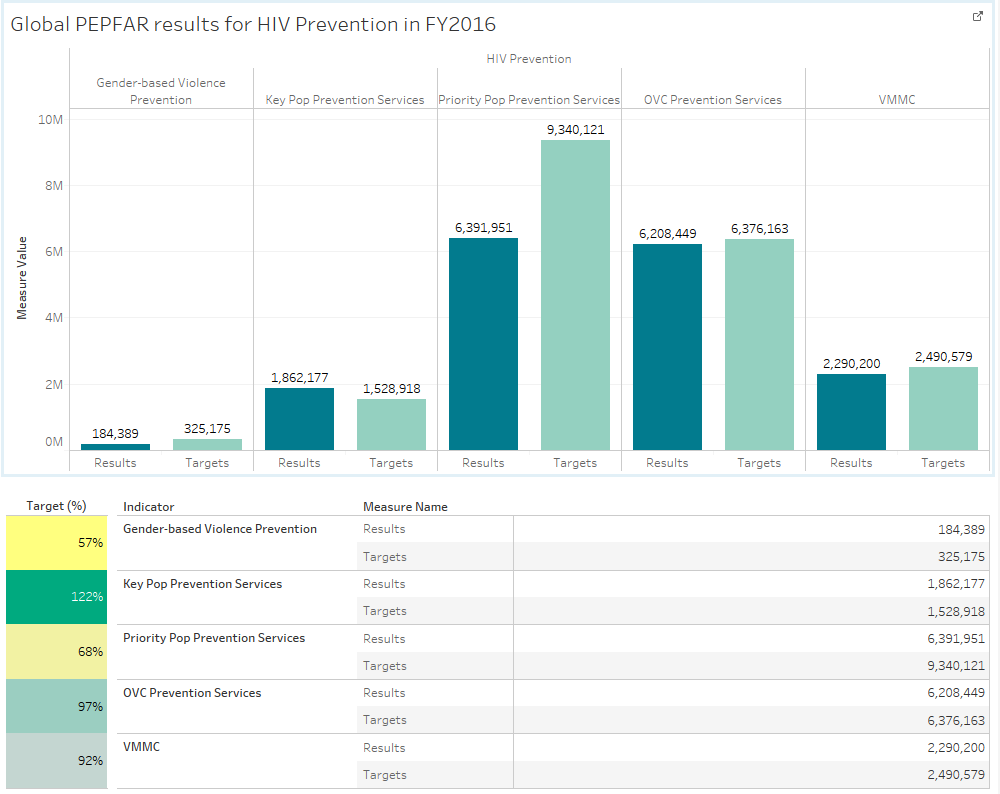 Global PEPFAR results for HIV Prevention in FY2016
HIV Prevention
Gender-based Violence
Prevention
Key Pop Prevention Services
Priority Pop Prevention Services
OVC Prevention Services
VMMC
Measure Value
10M
8M
6M
4M
2M
0M
184,389
325,175
1,862,177
1,528,918
6,391,951
9,340,121
6,208,449
6,376,163
2,290,200
2,490,579
Results Targets Results Targets Results Targets Results Targets Results Targets
Target (%) Indicator Measure Name
57% Gender-based Violence Prevention Results 184,389
Targets 325,175
122% Key Pop Prevention Services Results 1,862,177
Targets 1,528,918
68% Priority Pop Prevention Services Results 6,391,951
Targets 9,340,121
97% OVC Prevention Services Results 6,208,449
Targets 6,376,163
92% VMMC Results 2,290,200
Targets 2,490,579